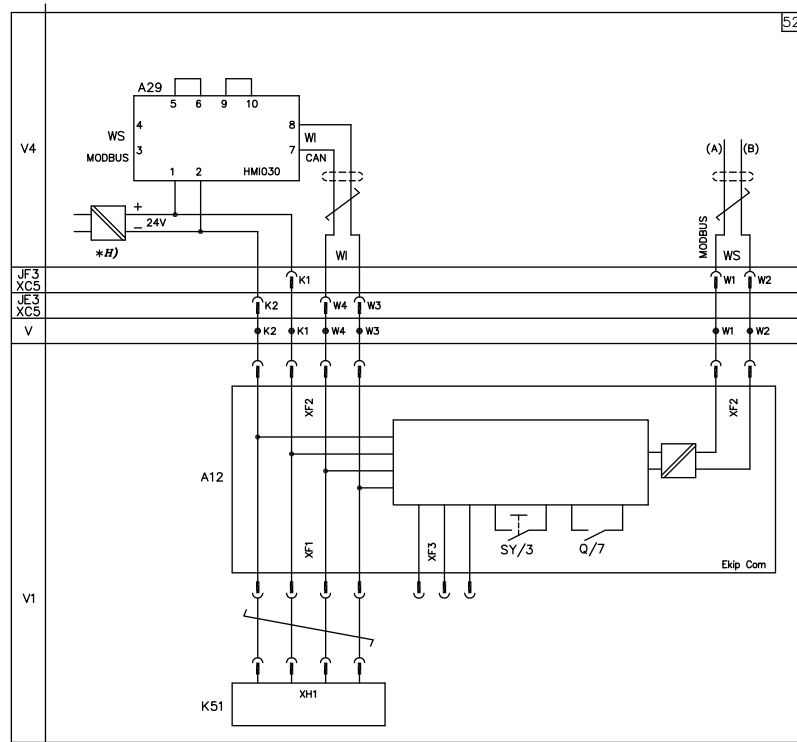 52
A29
5 6 9 10
4
8
WS
WI
MODBUS
3
7
CAN
1 2
HMI030
V4
+
24V
−
*H)
WI
(A) (B)
MODBUS
WS
JF3
XC5
K1
W1 W2
JE3
XC5
K2 W4 W3
V
K2 K1 W4 W3 W1 W2
XF2
XF2
A12
XF1
XF3
SY/3
Q/7
Ekip Com
V1
XH1
K51